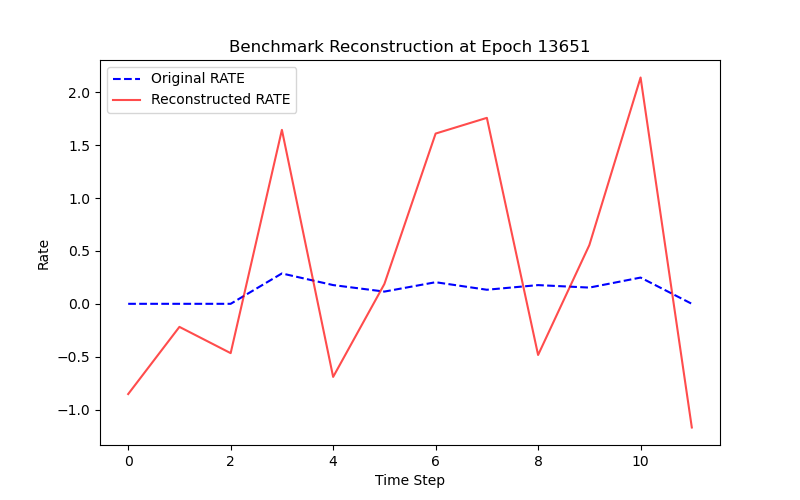 Benchmark Reconstruction at Epoch 13651
Original RATE
Reconstructed RATE
2.0
1.5
1.0
0.5
0.0
−0.5
−1.0
Rate
0 2 4 6 8 10
Time Step